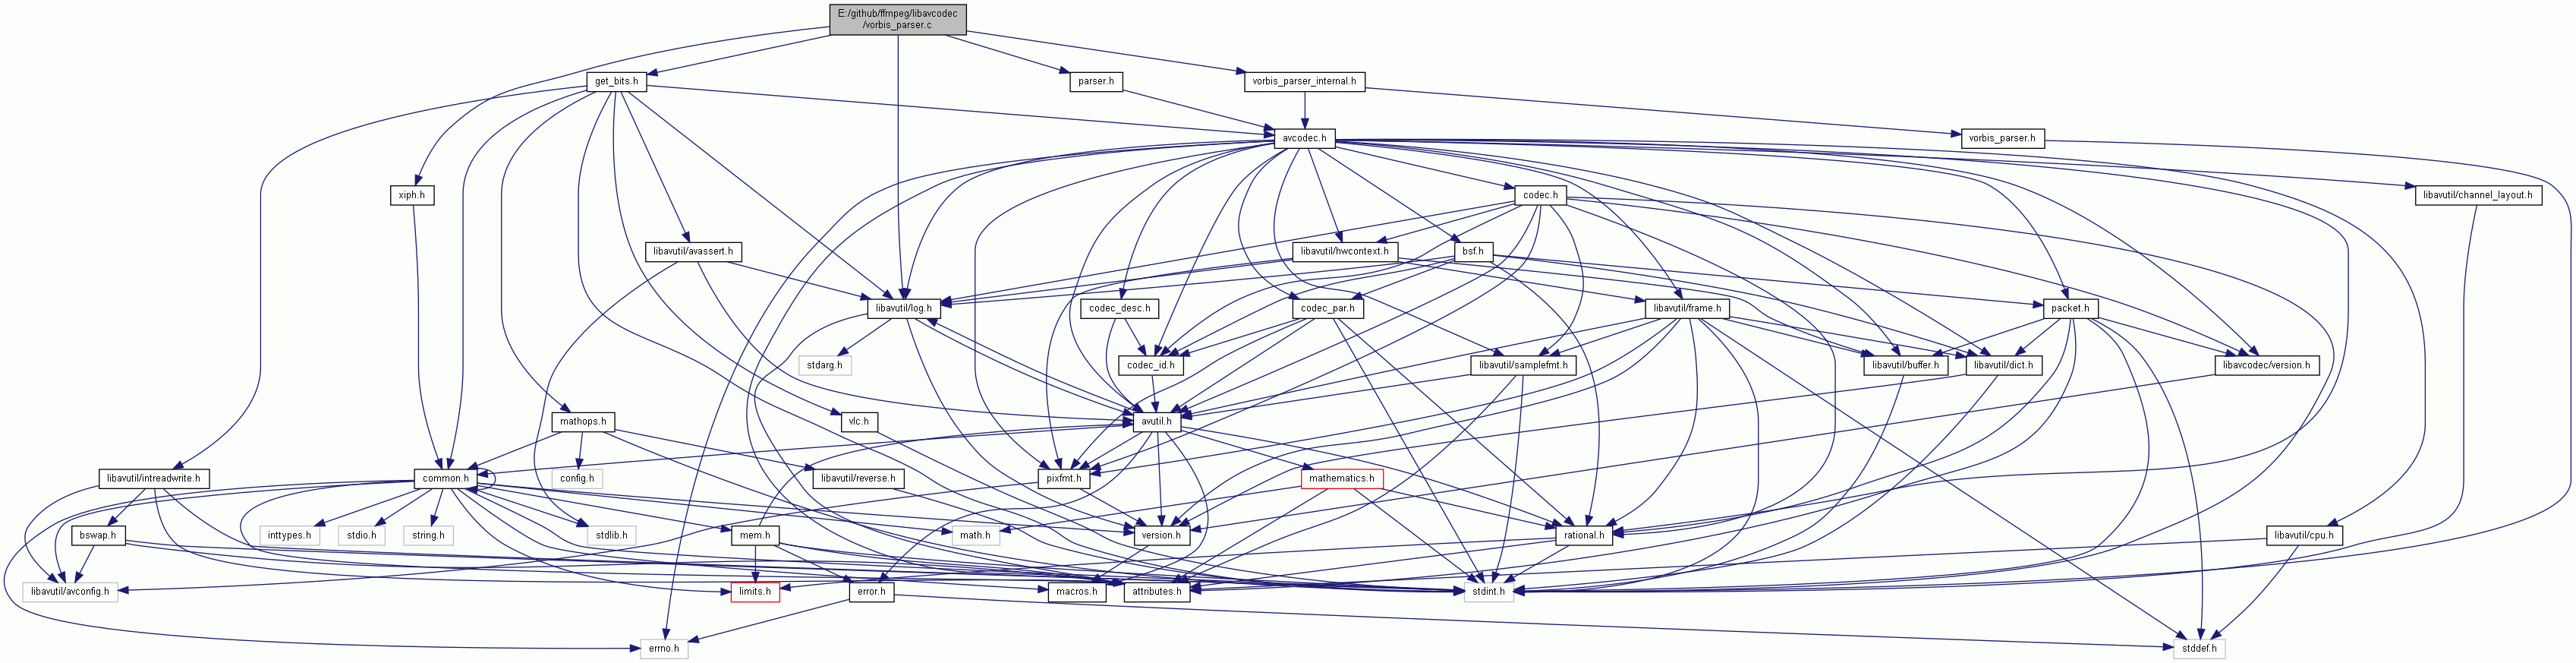 E:/github/ffmpeg/libavcodec
/vorbis_parser.c
get_bits.h
parser.h
vorbis_parser_internal.h
avcodec.h
vorbis_parser.h
xiph.h
codec.h
libavutil/channel_layout.h
libavutil/avassert.h
libavutil/hwcontext.h
bsf.h
libavutil/log.h
codec_desc.h
codec_par.h
libavutil/frame.h
packet.h
stdarg.h
codec_id.h
libavutil/samplefmt.h
libavutil/buffer.h
libavutil/dict.h
libavcodec/version.h
mathops.h
vlc.h
avutil.h
libavutil/intreadwrite.h
common.h
config.h
libavutil/reverse.h
pixfmt.h
mathematics.h
bswap.h
inttypes.h
stdio.h
string.h
stdlib.h
mem.h
math.h
version.h
rational.h
libavutil/cpu.h
libavutil/avconfig.h
limits.h
error.h
macros.h
attributes.h
stdint.h
errno.h
stddef.h